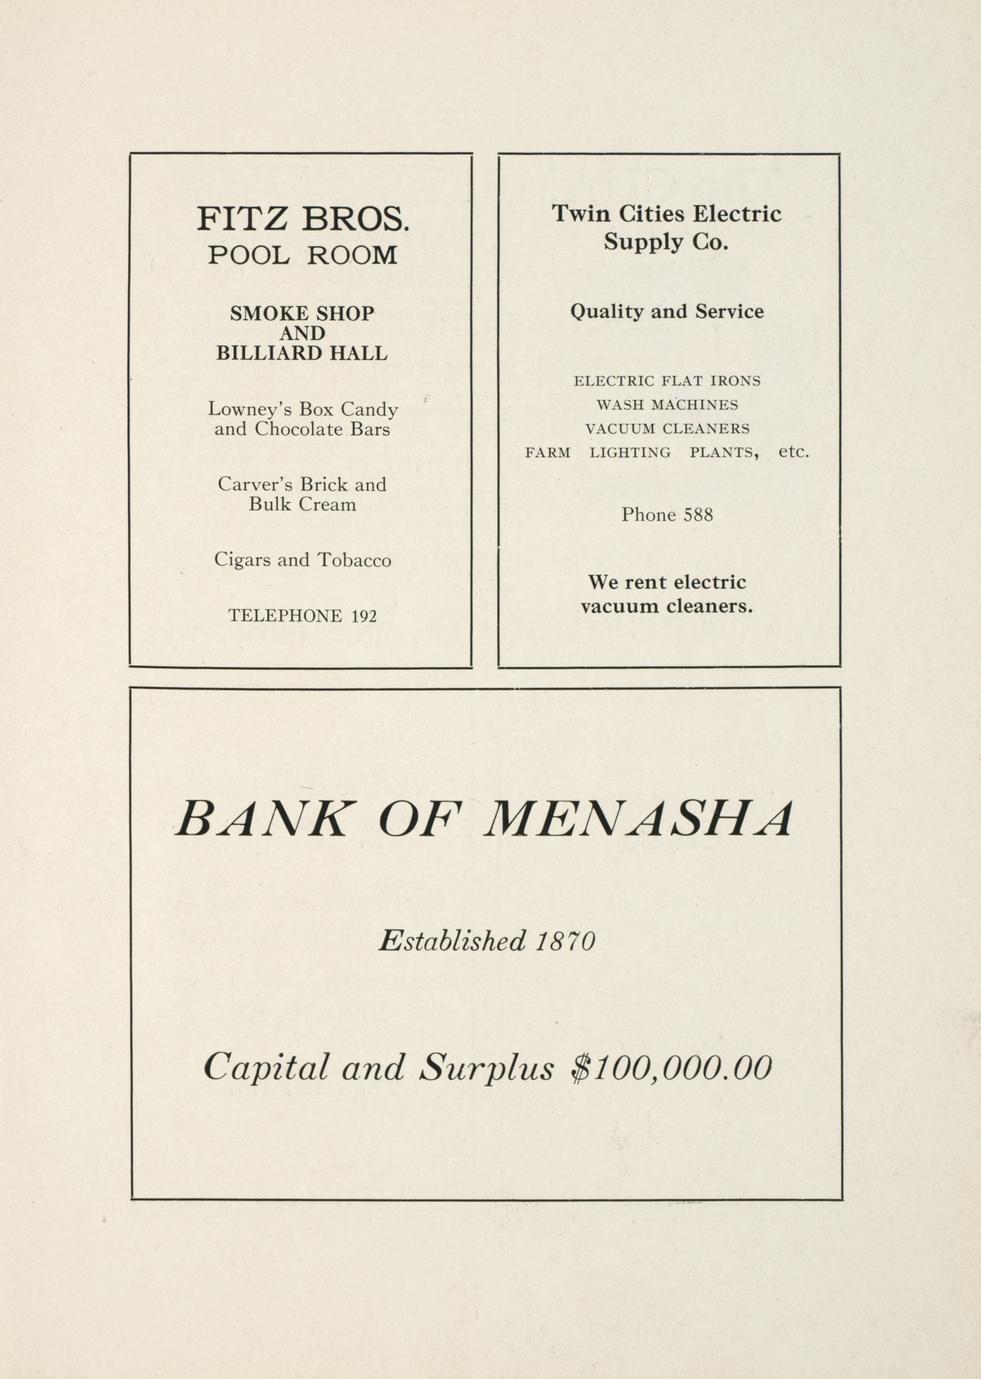 FITZ BROS.
POOL ROOM
SMOKE SHOP
AND
BILLIARD HALL
Lowney's Box Candy
and Chocolate Bars
Carver's Brick and
Bulk Cream
Cigars and Tobacco
TELEPHONE 192
Twin Cities Electric
Supply Co.
Quality and Service
ELECTRIC FLAT IRONS
WASH MACHINES
VACUUM CLEANERS
FARM LIGHTING PLANTS, etc.
Phone 588
We rent electric
vacuum cleaners.
BANK OF MENASHA
Established 1870
Capital and Surplus $100,000.00